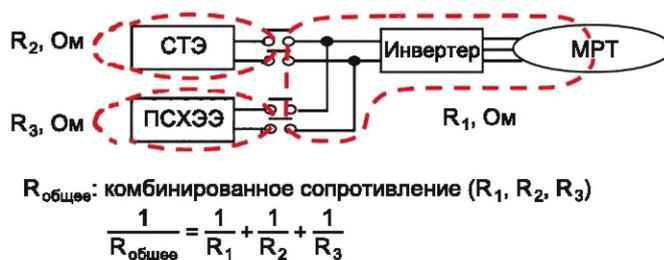 R₂, Ом СТЭ Инвертер МРТ
R₃, Ом ПСХЭЭ R₁, Ом
Rобщее: комбинированное сопротивление (R₁, R₂, R₃)
1/Rобщее = 1/R₁ + 1/R₂ + 1/R₃